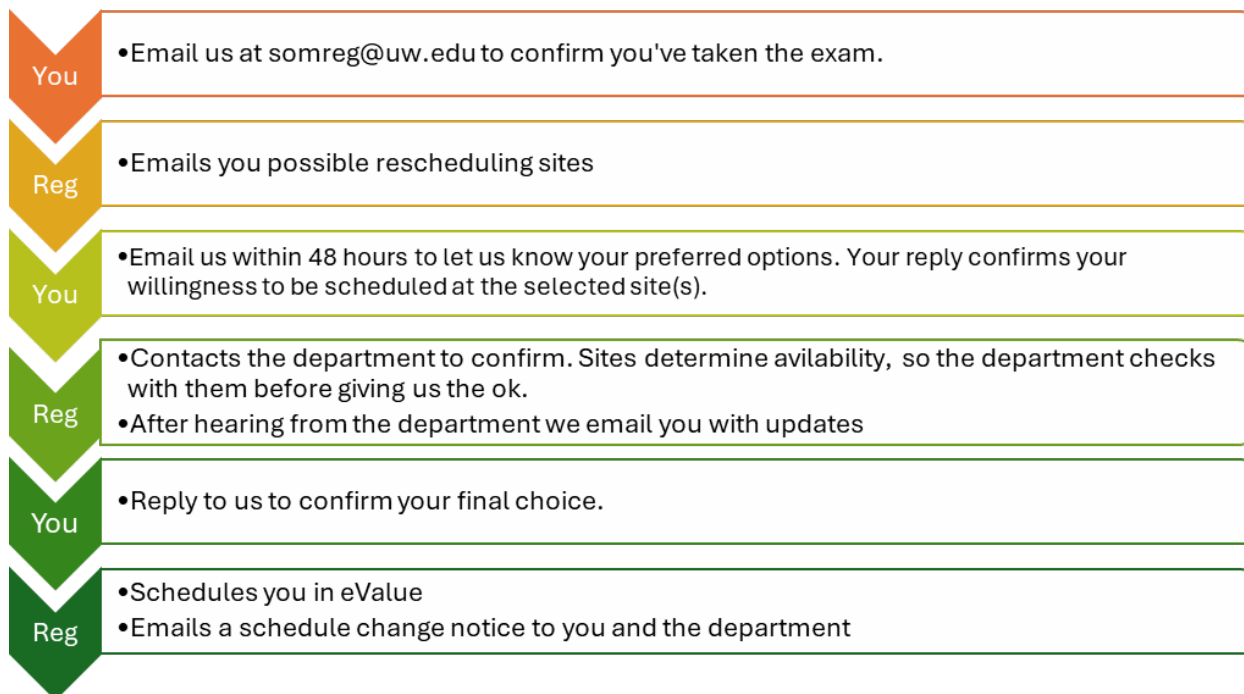 You
•Email us at somreg@uw.edu to confirm you've taken the exam.
Reg
•Emails you possible rescheduling sites
You
•Email us within 48 hours to let us know your preferred options. Your reply confirms your
willingness to be scheduled at the selected site(s).
Reg
•Contacts the department to confirm. Sites determine avilability, so the department checks
with them before giving us the ok.
•After hearing from the department we email you with updates
You
•Reply to us to confirm your final choice.
Reg
•Schedules you in eValue
•Emails a schedule change notice to you and the department